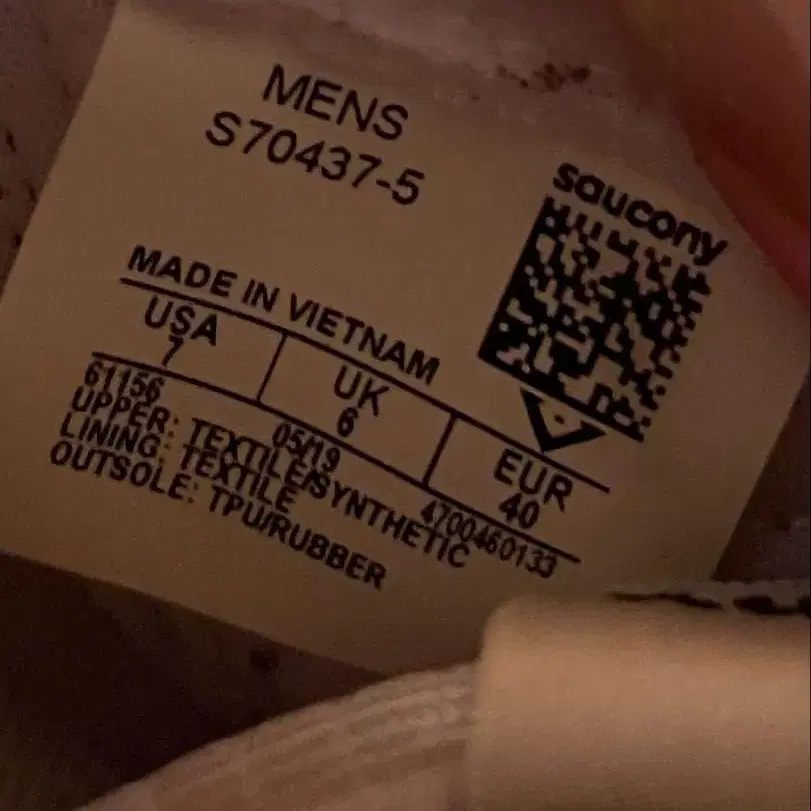 MENS
S70437-5
saucony
MADE IN VIETNAM
USA UK EUR
7 6 40
61156 05/19 4700460133
UPPER: TEXTILE/SYNTHETIC
LINING: TEXTILE
OUTSOLE: TPU/RUBBER